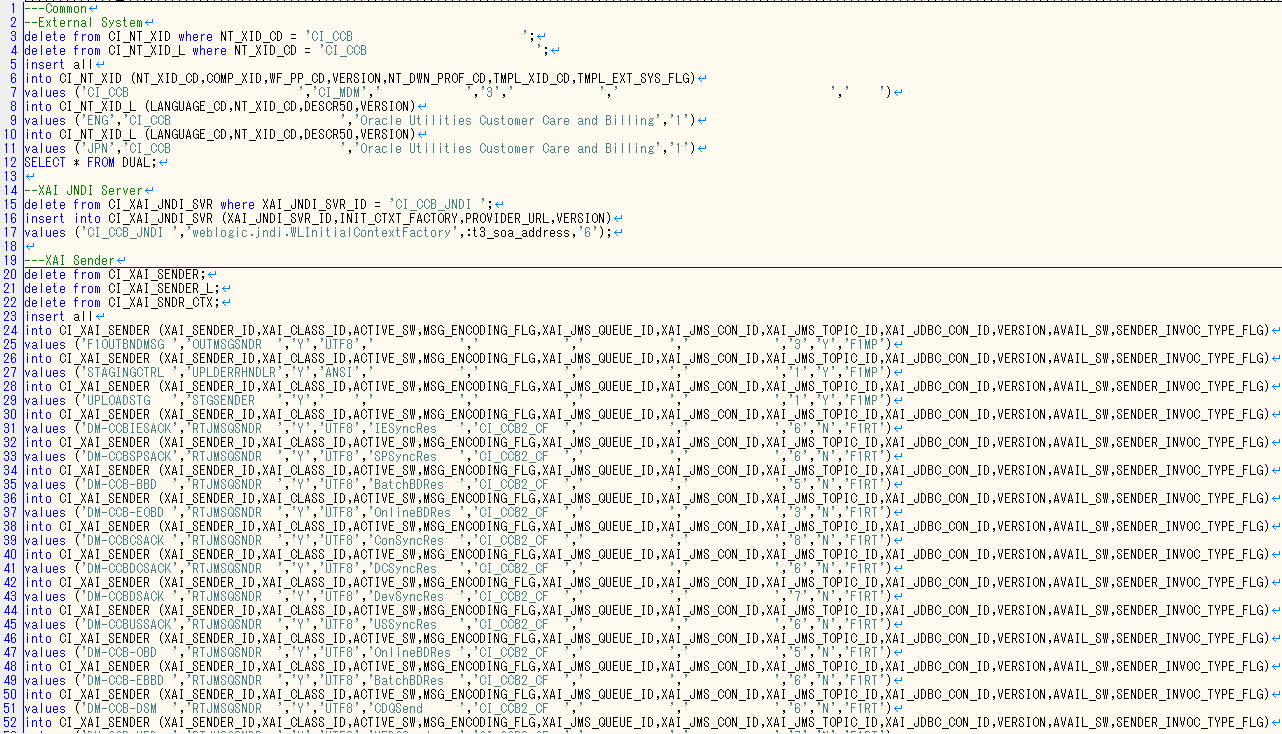 1 ---Common↵
2 --External System↵
3 delete from CI_NT_XID where NT_XID_CD = 'CI_CCB                        ';↵
4 delete from CI_NT_XID_L where NT_XID_CD = 'CI_CCB                        ';↵
5 insert all↵
6 into CI_NT_XID (NT_XID_CD,COMP_XID,WF_PP_CD,VERSION,NT_DWN_PROF_CD,TMPL_XID_CD,TMPL_EXT_SYS_FLG)↵
7 values ('CI_CCB                        ','CI_MDM','            ','3','            ','                              ','    ')↵
8 into CI_NT_XID_L (LANGUAGE_CD,NT_XID_CD,DESCR50,VERSION)↵
9 values ('ENG','CI_CCB                        ','Oracle Utilities Customer Care and Billing','1')↵
10 into CI_NT_XID_L (LANGUAGE_CD,NT_XID_CD,DESCR50,VERSION)↵
11 values ('JPN','CI_CCB                        ','Oracle Utilities Customer Care and Billing','1')↵
12 SELECT * FROM DUAL;↵
13 ↵
14 --XAI JNDI Server↵
15 delete from CI_XAI_JNDI_SVR where XAI_JNDI_SVR_ID = 'CI_CCB_JNDI ';↵
16 insert into CI_XAI_JNDI_SVR (XAI_JNDI_SVR_ID,INIT_CTXT_FACTORY,PROVIDER_URL,VERSION)↵
17 values ('CI_CCB_JNDI ','weblogic.jndi.WLInitialContextFactory',:t3_soa_address,'6');↵
18 ↵
19 ---XAI Sender↵
20 delete from CI_XAI_SENDER;↵
21 delete from CI_XAI_SENDER_L;↵
22 delete from CI_XAI_SNDR_CTX;↵
23 insert all↵
24 into CI_XAI_SENDER (XAI_SENDER_ID,XAI_CLASS_ID,ACTIVE_SW,MSG_ENCODING_FLG,XAI_JMS_QUEUE_ID,XAI_JMS_CON_ID,XAI_JMS_TOPIC_ID,XAI_JDBC_CON_ID,VERSION,AVAIL_SW,SENDER_INVOC_TYPE_FLG)↵
25 values ('F1OUTBNDMSG ','OUTMSGSNDR  ','Y','UTF8','            ','            ','            ','            ','3','Y','F1MP')↵
26 into CI_XAI_SENDER (XAI_SENDER_ID,XAI_CLASS_ID,ACTIVE_SW,MSG_ENCODING_FLG,XAI_JMS_QUEUE_ID,XAI_JMS_CON_ID,XAI_JMS_TOPIC_ID,XAI_JDBC_CON_ID,VERSION,AVAIL_SW,SENDER_INVOC_TYPE_FLG)↵
27 values ('STAGINGCTRL ','UPLDERRHNDLR','Y','ANSI','            ','            ','            ','            ','1','Y','F1MP')↵
28 into CI_XAI_SENDER (XAI_SENDER_ID,XAI_CLASS_ID,ACTIVE_SW,MSG_ENCODING_FLG,XAI_JMS_QUEUE_ID,XAI_JMS_CON_ID,XAI_JMS_TOPIC_ID,XAI_JDBC_CON_ID,VERSION,AVAIL_SW,SENDER_INVOC_TYPE_FLG)↵
29 values ('UPLOADSTG   ','STGSENDER   ','Y','    ','            ','            ','            ','            ','1','Y','F1MP')↵
30 into CI_XAI_SENDER (XAI_SENDER_ID,XAI_CLASS_ID,ACTIVE_SW,MSG_ENCODING_FLG,XAI_JMS_QUEUE_ID,XAI_JMS_CON_ID,XAI_JMS_TOPIC_ID,XAI_JDBC_CON_ID,VERSION,AVAIL_SW,SENDER_INVOC_TYPE_FLG)↵
31 values ('DM-CCBIESACK','RTJMSQSNDR  ','Y','UTF8','IESyncRes   ','CI_CCB2_CF  ','            ','            ','6','N','F1RT')↵
32 into CI_XAI_SENDER (XAI_SENDER_ID,XAI_CLASS_ID,ACTIVE_SW,MSG_ENCODING_FLG,XAI_JMS_QUEUE_ID,XAI_JMS_CON_ID,XAI_JMS_TOPIC_ID,XAI_JDBC_CON_ID,VERSION,AVAIL_SW,SENDER_INVOC_TYPE_FLG)↵
33 values ('DM-CCBSPSACK','RTJMSQSNDR  ','Y','UTF8','SPSyncRes   ','CI_CCB2_CF  ','            ','            ','6','N','F1RT')↵
34 into CI_XAI_SENDER (XAI_SENDER_ID,XAI_CLASS_ID,ACTIVE_SW,MSG_ENCODING_FLG,XAI_JMS_QUEUE_ID,XAI_JMS_CON_ID,XAI_JMS_TOPIC_ID,XAI_JDBC_CON_ID,VERSION,AVAIL_SW,SENDER_INVOC_TYPE_FLG)↵
35 values ('DM-CCB-BBD  ','RTJMSQSNDR  ','Y','UTF8','BatchBDRes  ','CI_CCB2_CF  ','            ','            ','5','N','F1RT')↵
36 into CI_XAI_SENDER (XAI_SENDER_ID,XAI_CLASS_ID,ACTIVE_SW,MSG_ENCODING_FLG,XAI_JMS_QUEUE_ID,XAI_JMS_CON_ID,XAI_JMS_TOPIC_ID,XAI_JDBC_CON_ID,VERSION,AVAIL_SW,SENDER_INVOC_TYPE_FLG)↵
37 values ('DM-CCB-EOBD ','RTJMSQSNDR  ','Y','UTF8','OnlineBDRes ','CI_CCB2_CF  ','            ','            ','3','N','F1RT')↵
38 into CI_XAI_SENDER (XAI_SENDER_ID,XAI_CLASS_ID,ACTIVE_SW,MSG_ENCODING_FLG,XAI_JMS_QUEUE_ID,XAI_JMS_CON_ID,XAI_JMS_TOPIC_ID,XAI_JDBC_CON_ID,VERSION,AVAIL_SW,SENDER_INVOC_TYPE_FLG)↵
39 values ('DM-CCBCSACK ','RTJMSQSNDR  ','Y','UTF8','ConSyncRes  ','CI_CCB2_CF  ','            ','            ','8','N','F1RT')↵
40 into CI_XAI_SENDER (XAI_SENDER_ID,XAI_CLASS_ID,ACTIVE_SW,MSG_ENCODING_FLG,XAI_JMS_QUEUE_ID,XAI_JMS_CON_ID,XAI_JMS_TOPIC_ID,XAI_JDBC_CON_ID,VERSION,AVAIL_SW,SENDER_INVOC_TYPE_FLG)↵
41 values ('DM-CCBDCSACK','RTJMSQSNDR  ','Y','UTF8','DCSyncRes   ','CI_CCB2_CF  ','            ','            ','6','N','F1RT')↵
42 into CI_XAI_SENDER (XAI_SENDER_ID,XAI_CLASS_ID,ACTIVE_SW,MSG_ENCODING_FLG,XAI_JMS_QUEUE_ID,XAI_JMS_CON_ID,XAI_JMS_TOPIC_ID,XAI_JDBC_CON_ID,VERSION,AVAIL_SW,SENDER_INVOC_TYPE_FLG)↵
43 values ('DM-CCBDSACK ','RTJMSQSNDR  ','Y','UTF8','DevSyncRes  ','CI_CCB2_CF  ','            ','            ','7','N','F1RT')↵
44 into CI_XAI_SENDER (XAI_SENDER_ID,XAI_CLASS_ID,ACTIVE_SW,MSG_ENCODING_FLG,XAI_JMS_QUEUE_ID,XAI_JMS_CON_ID,XAI_JMS_TOPIC_ID,XAI_JDBC_CON_ID,VERSION,AVAIL_SW,SENDER_INVOC_TYPE_FLG)↵
45 values ('DM-CCBUSSACK','RTJMSQSNDR  ','Y','UTF8','USSyncRes   ','CI_CCB2_CF  ','            ','            ','6','N','F1RT')↵
46 into CI_XAI_SENDER (XAI_SENDER_ID,XAI_CLASS_ID,ACTIVE_SW,MSG_ENCODING_FLG,XAI_JMS_QUEUE_ID,XAI_JMS_CON_ID,XAI_JMS_TOPIC_ID,XAI_JDBC_CON_ID,VERSION,AVAIL_SW,SENDER_INVOC_TYPE_FLG)↵
47 values ('DM-CCB-OBD  ','RTJMSQSNDR  ','Y','UTF8','OnlineBDRes ','CI_CCB2_CF  ','            ','            ','5','N','F1RT')↵
48 into CI_XAI_SENDER (XAI_SENDER_ID,XAI_CLASS_ID,ACTIVE_SW,MSG_ENCODING_FLG,XAI_JMS_QUEUE_ID,XAI_JMS_CON_ID,XAI_JMS_TOPIC_ID,XAI_JDBC_CON_ID,VERSION,AVAIL_SW,SENDER_INVOC_TYPE_FLG)↵
49 values ('DM-CCB-EBBD ','RTJMSQSNDR  ','Y','UTF8','BatchBDRes  ','CI_CCB2_CF  ','            ','            ','6','N','F1RT')↵
50 into CI_XAI_SENDER (XAI_SENDER_ID,XAI_CLASS_ID,ACTIVE_SW,MSG_ENCODING_FLG,XAI_JMS_QUEUE_ID,XAI_JMS_CON_ID,XAI_JMS_TOPIC_ID,XAI_JDBC_CON_ID,VERSION,AVAIL_SW,SENDER_INVOC_TYPE_FLG)↵
51 values ('DM-CCB-DSM  ','RTJMSQSNDR  ','Y','UTF8','CDQSend     ','CI_CCB2_CF  ','            ','            ','6','N','F1RT')↵
52 into CI_XAI_SENDER (XAI_SENDER_ID,XAI_CLASS_ID,ACTIVE_SW,MSG_ENCODING_FLG,XAI_JMS_QUEUE_ID,XAI_JMS_CON_ID,XAI_JMS_TOPIC_ID,XAI_JDBC_CON_ID,VERSION,AVAIL_SW,SENDER_INVOC_TYPE_FLG)↵